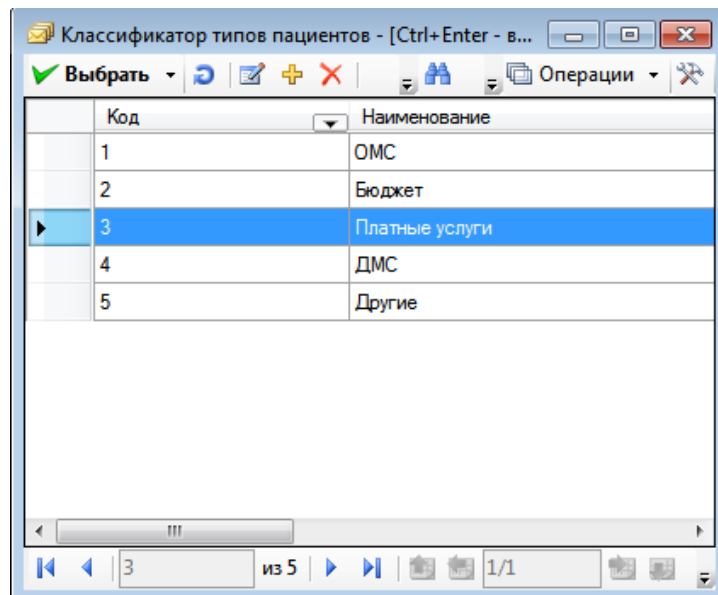 Классификатор типов пациентов - [Ctrl+Enter - в...
Выбрать Операции
Код Наименование
1 ОМС
2 Бюджет
3 Платные услуги
4 ДМС
5 Другие
3 из 5 1/1